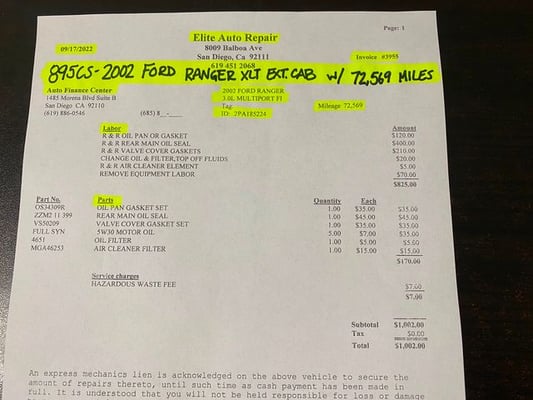 Page: 1
Elite Auto Repair
09/17/2022
8009 Balboa Ave
San Diego, Ca 92111
619 451 2068
Invoice #3955
895CS-2002 FORD RANGER XLT EXT.CAB w/ 72,569 MILES
Auto Finance Center
1485 Morena Blvd Suite B
San Diego CA 92110
(619) 886-0546
(685) $_-____
2002 FORD RANGER
3.0L MULTIPORT FI
Tag:
ID: 2PA185224
Mileage 72,569
Labor Amount
R & R OIL PAN OR GASKET $120.00
R & R REAR MAIN OIL SEAL $400.00
R & R VALVE COVER GASKETS $210.00
CHANGE OIL & FILTER,TOP OFF FLUIDS $20.00
R & R AIR CLEANER ELEMENT $5.00
REMOVE EQUIPMENT LABOR $70.00
$825.00
Part No. Parts Quantity Each
OS34309R OIL PAN GASKET SET 1.00 $35.00 $35.00
ZZM2 11 399 REAR MAIN OIL SEAL 1.00 $45.00 $45.00
VS50209 VALVE COVER GASKET SET 1.00 $35.00 $35.00
FULL SYN 5W30 MOTOR OIL 5.00 $7.00 $35.00
4651 OIL FILTER 1.00 $5.00 $5.00
MGA46253 AIR CLEANER FILTER 1.00 $15.00 $15.00
$170.00
Service charges
HAZARDOUS WASTE FEE $7.00
$7.00
Subtotal $1,002.00
Tax $0.00
Total $1,002.00
An express mechanics lien is acknowledged on the above vehicle to secure the
amount of repairs thereto, until such time as cash payment has been made in
full. It is understood that you will not be held responsible for loss or damage